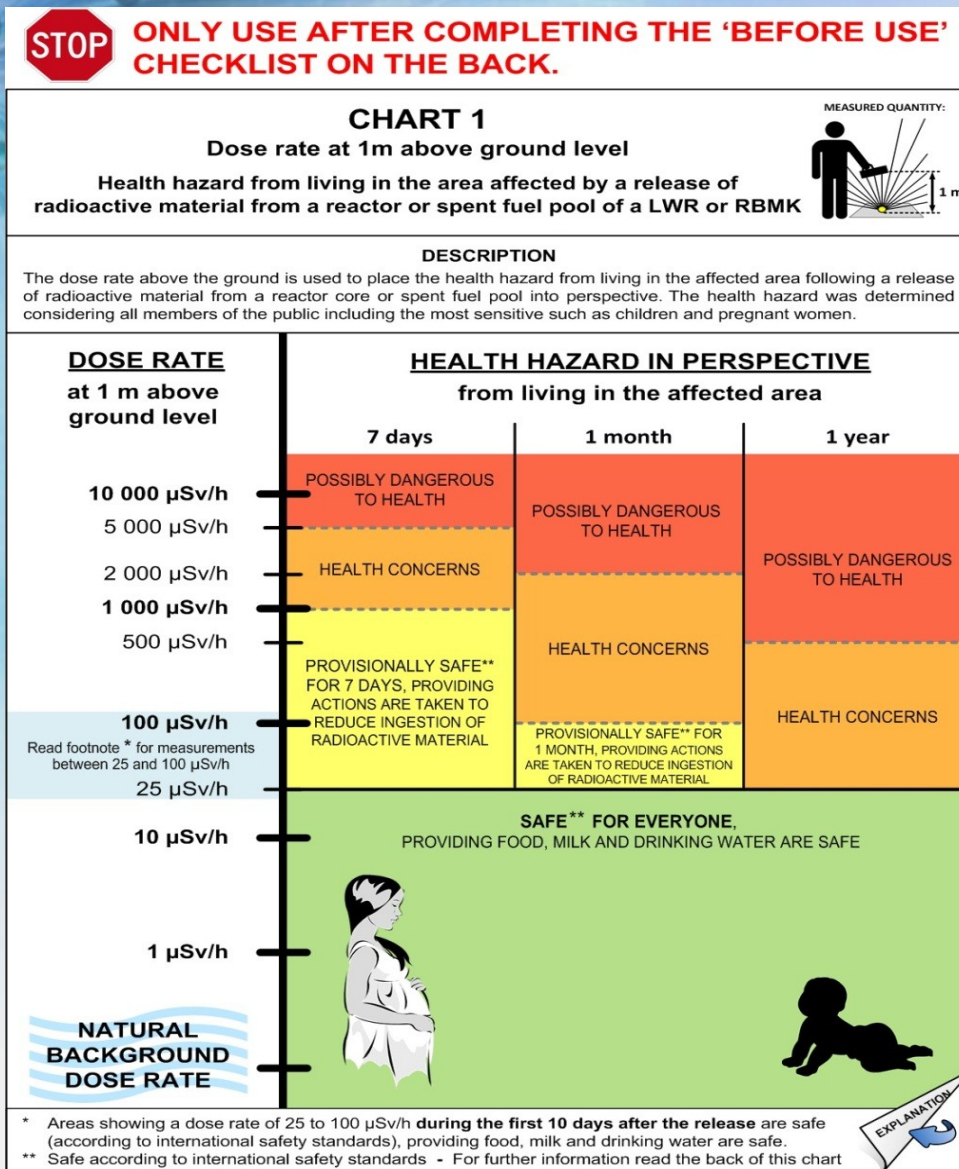 STOP
ONLY USE AFTER COMPLETING THE ‘BEFORE USE’
CHECKLIST ON THE BACK.
CHART 1
Dose rate at 1m above ground level
Health hazard from living in the area affected by a release of
radioactive material from a reactor or spent fuel pool of a LWR or RBMK
MEASURED QUANTITY:
1 m
DESCRIPTION
The dose rate above the ground is used to place the health hazard from living in the affected area following a release
of radioactive material from a reactor core or spent fuel pool into perspective. The health hazard was determined
considering all members of the public including the most sensitive such as children and pregnant women.
DOSE RATE
at 1 m above
ground level
HEALTH HAZARD IN PERSPECTIVE
from living in the affected area
7 days
1 month
1 year
10 000 µSv/h
5 000 µSv/h
2 000 µSv/h
1 000 µSv/h
500 µSv/h
100 µSv/h
Read footnote * for measurements
between 25 and 100 µSv/h
25 µSv/h
10 µSv/h
1 µSv/h
NATURAL
BACKGROUND
DOSE RATE
POSSIBLY DANGEROUS
TO HEALTH
HEALTH CONCERNS
PROVISIONALLY SAFE**
FOR 7 DAYS, PROVIDING
ACTIONS ARE TAKEN TO
REDUCE INGESTION OF
RADIOACTIVE MATERIAL
POSSIBLY DANGEROUS
TO HEALTH
HEALTH CONCERNS
PROVISIONALLY SAFE** FOR
1 MONTH, PROVIDING ACTIONS
ARE TAKEN TO REDUCE INGESTION
OF RADIOACTIVE MATERIAL
POSSIBLY DANGEROUS
TO HEALTH
HEALTH CONCERNS
SAFE** FOR EVERYONE,
PROVIDING FOOD, MILK AND DRINKING WATER ARE SAFE
* Areas showing a dose rate of 25 to 100 µSv/h during the first 10 days after the release are safe
(according to international safety standards), providing food, milk and drinking water are safe.
** Safe according to international safety standards - For further information read the back of this chart
EXPLANATION